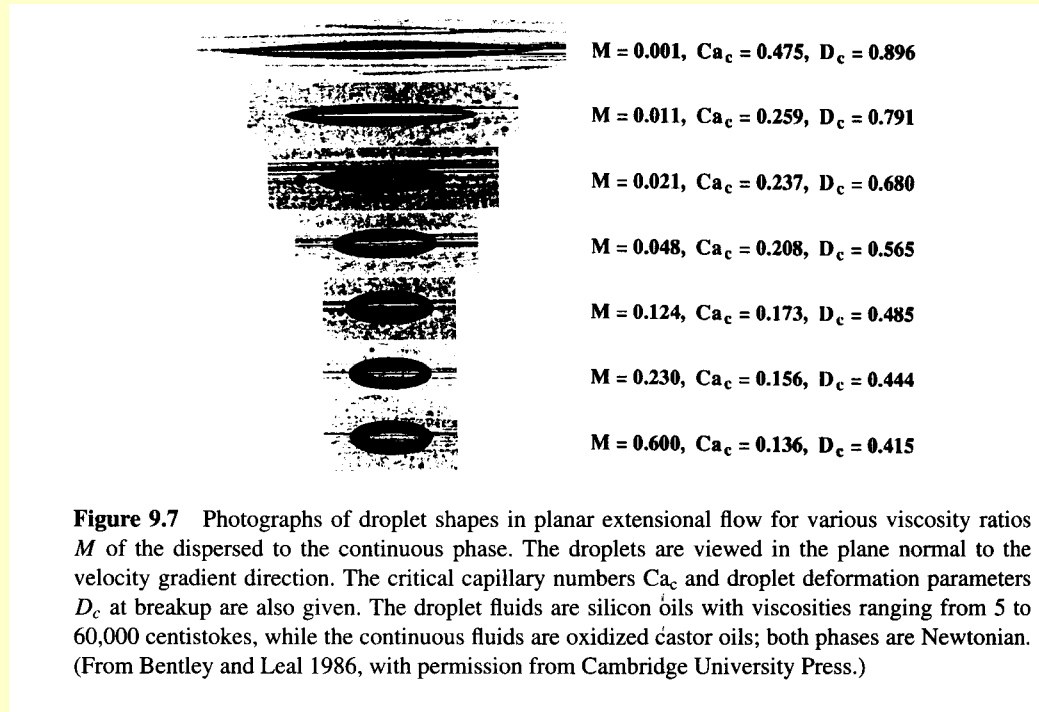 M = 0.001, Ca_c = 0.475, D_c = 0.896
M = 0.011, Ca_c = 0.259, D_c = 0.791
M = 0.021, Ca_c = 0.237, D_c = 0.680
M = 0.048, Ca_c = 0.208, D_c = 0.565
M = 0.124, Ca_c = 0.173, D_c = 0.485
M = 0.230, Ca_c = 0.156, D_c = 0.444
M = 0.600, Ca_c = 0.136, D_c = 0.415
Figure 9.7 Photographs of droplet shapes in planar extensional flow for various viscosity ratios
M of the dispersed to the continuous phase. The droplets are viewed in the plane normal to the
velocity gradient direction. The critical capillary numbers Ca_c and droplet deformation parameters
D_c at breakup are also given. The droplet fluids are silicon oils with viscosities ranging from 5 to
60,000 centistokes, while the continuous fluids are oxidized castor oils; both phases are Newtonian.
(From Bentley and Leal 1986, with permission from Cambridge University Press.)